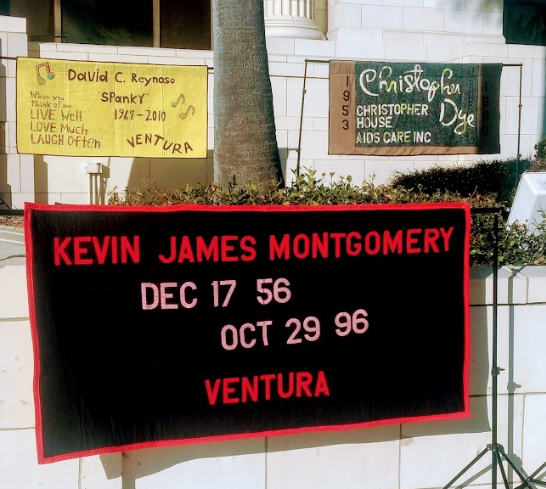 David C. Reynoso
Spanky
1967-2010
When you
think of me
LIVE Well
LOVE Much
LAUGH Often
VENTURA
1953
Christopher
Dye
CHRISTOPHER
HOUSE
AIDS CARE INC
KEVIN JAMES MONTGOMERY
DEC 17 56
OCT 29 96
VENTURA